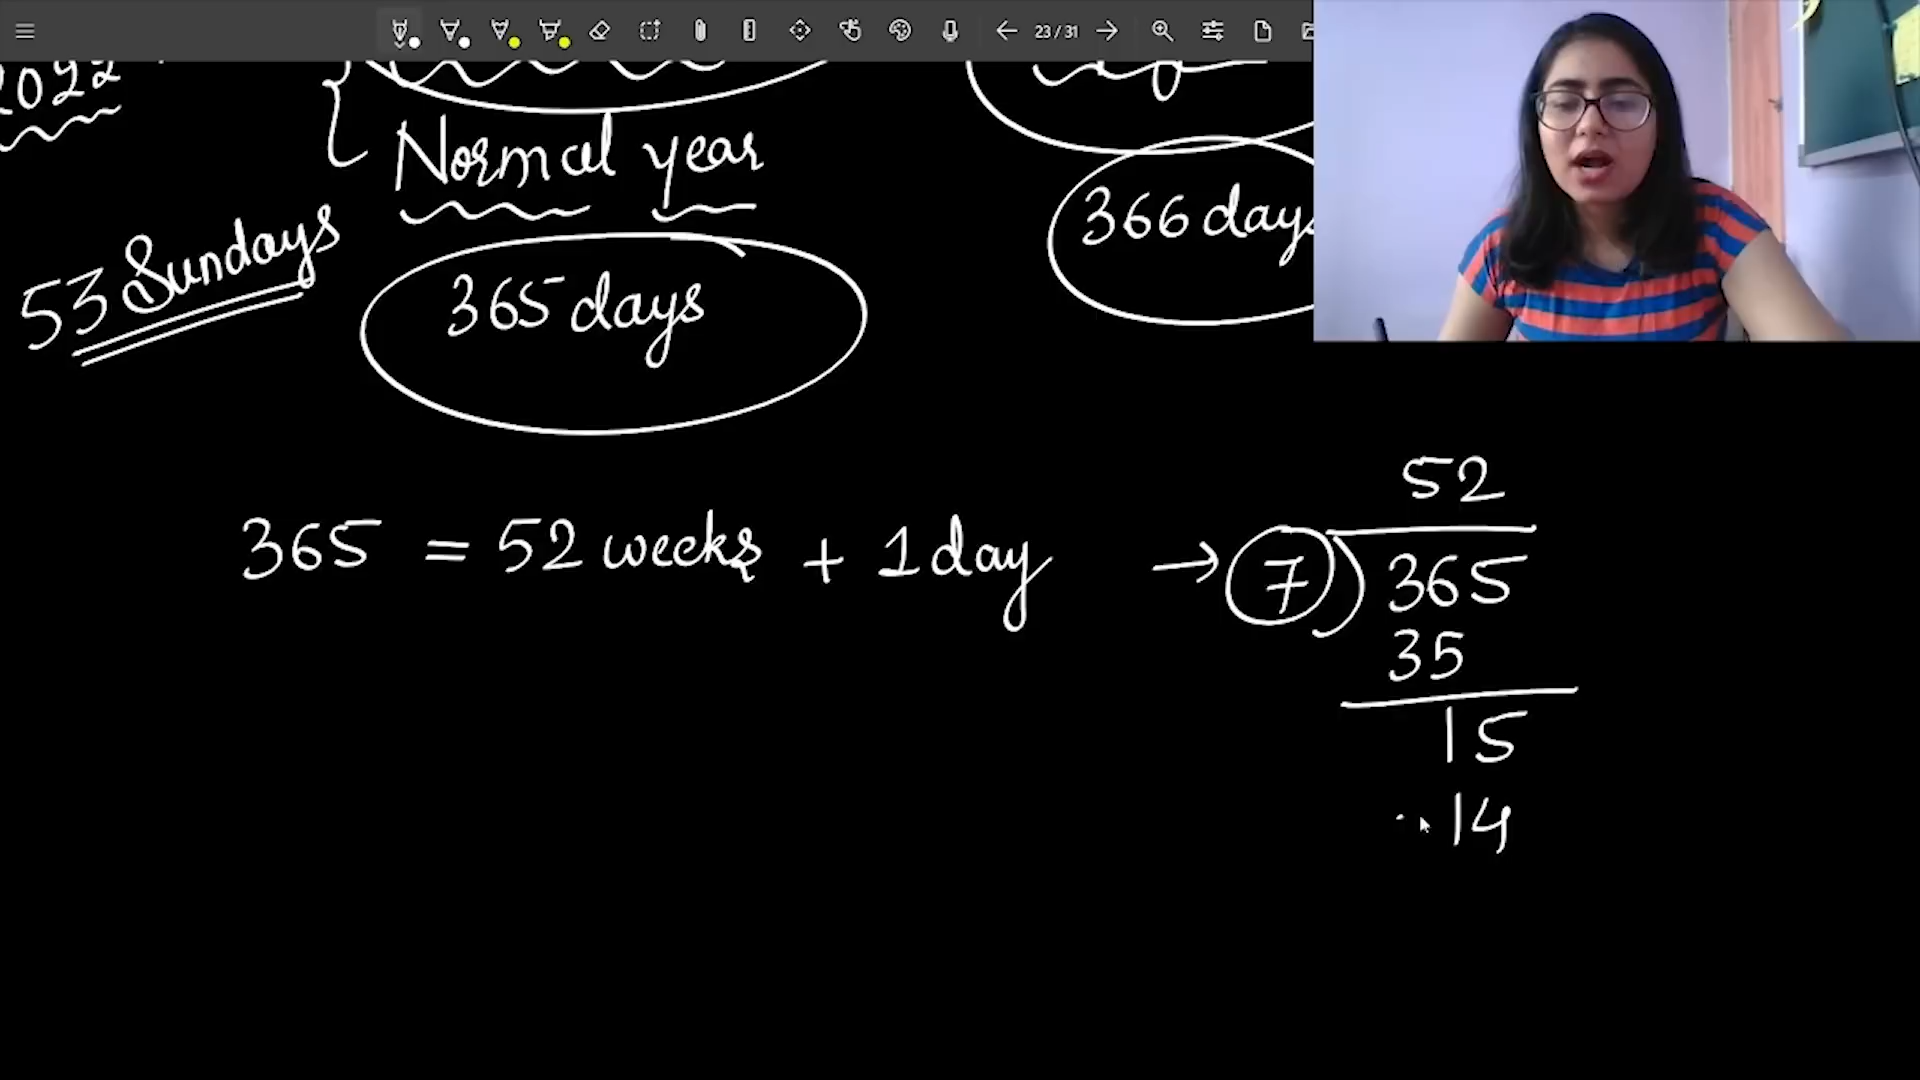 23 / 31
2022
Normal year
366 days
53 Sundays
365 days
52
365 = 52 weeks + 1 day → 7) 365
35
15
14